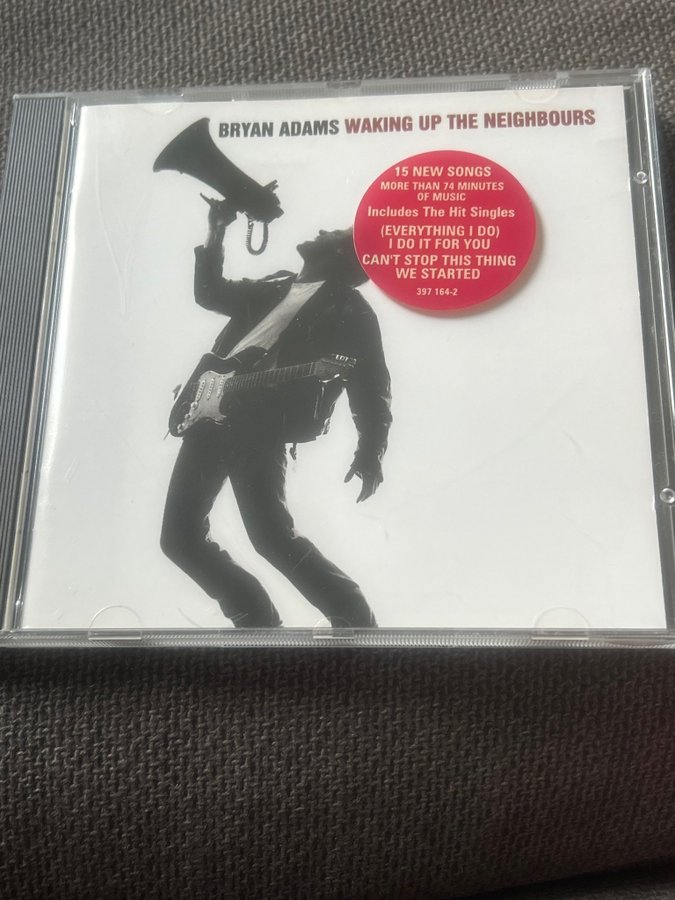 BRYAN ADAMS WAKING UP THE NEIGHBOURS
15 NEW SONGS
MORE THAN 74 MINUTES
OF MUSIC
Includes The Hit Singles
(EVERYTHING I DO)
I DO IT FOR YOU
CAN'T STOP THIS THING
WE STARTED
397 164-2